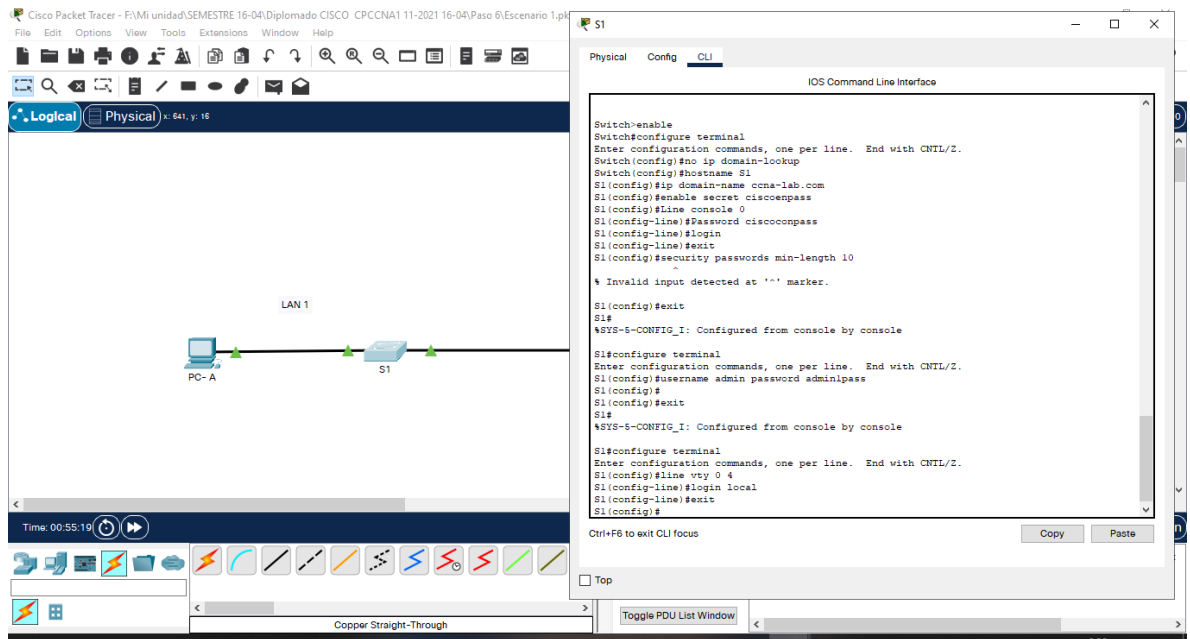 Cisco Packet Tracer - F:\Mi unidad\SEMESTRE 16-04\Diplomado CISCO CPCCNA1 11-2021 16-04\Paso 6\Escenario 1.pk
File Edit Options View Tools Extensions Window Help
Logical Physical x: 641, y: 16
LAN 1
PC- A
S1
Time: 00:55:19
Copper Straight-Through
Toggle PDU List Window
S1
Physical Config CLI
IOS Command Line Interface
Switch>enable
Switch#configure terminal
Enter configuration commands, one per line. End with CNTL/Z.
Switch(config)#no ip domain-lookup
Switch(config)#hostname S1
S1(config)#ip domain-name ccna-lab.com
S1(config)#enable secret ciscoenpass
S1(config)#Line console 0
S1(config-line)#Password ciscoconpass
S1(config-line)#login
S1(config-line)#exit
S1(config)#security passwords min-length 10
^
% Invalid input detected at '^' marker.
S1(config)#exit
S1#
%SYS-5-CONFIG_I: Configured from console by console
S1#configure terminal
Enter configuration commands, one per line. End with CNTL/Z.
S1(config)#username admin password admin1pass
S1(config)#
S1(config)#exit
S1#
%SYS-5-CONFIG_I: Configured from console by console
S1#configure terminal
Enter configuration commands, one per line. End with CNTL/Z.
S1(config)#line vty 0 4
S1(config-line)#login local
S1(config-line)#exit
S1(config)#
Ctrl+F6 to exit CLI focus
Copy Paste
Top